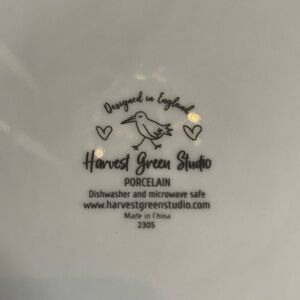 Designed in England
Harvest Green Studio
PORCELAIN
Dishwasher and microwave safe
www.harvestgreenstudio.com
Made in China
2305